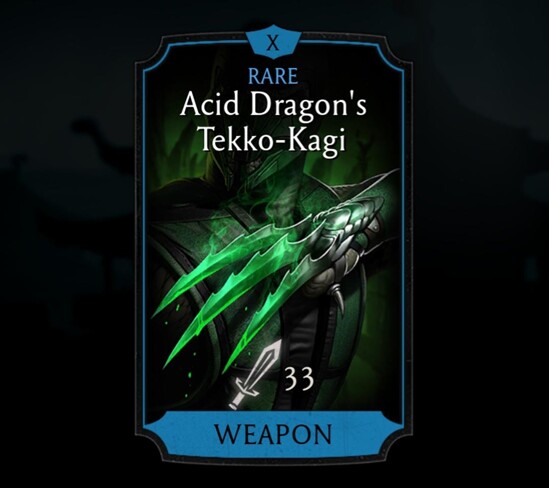 X
RARE
Acid Dragon's
Tekko-Kagi
33
WEAPON